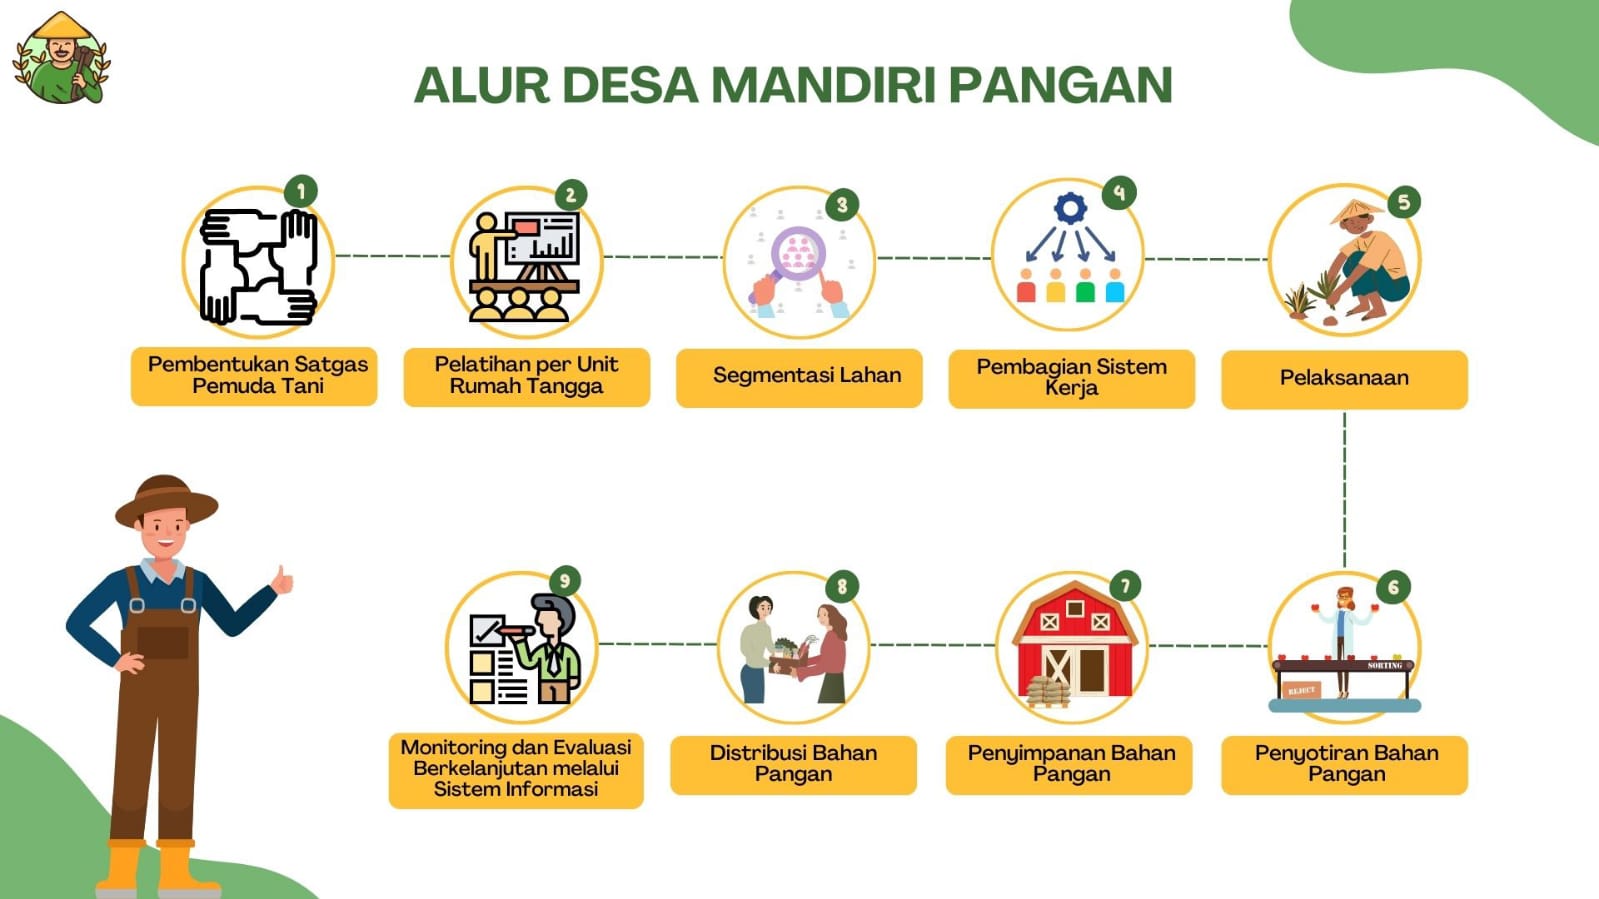 ALUR DESA MANDIRI PANGAN
1
Pembentukan Satgas
Pemuda Tani
2
Pelatihan per Unit
Rumah Tangga
3
Segmentasi Lahan
4
Pembagian Sistem
Kerja
5
Pelaksanaan
6
SORTING
REJECT
Penyotiran Bahan
Pangan
7
Penyimpanan Bahan
Pangan
8
Distribusi Bahan
Pangan
9
Monitoring dan Evaluasi
Berkelanjutan melalui
Sistem Informasi